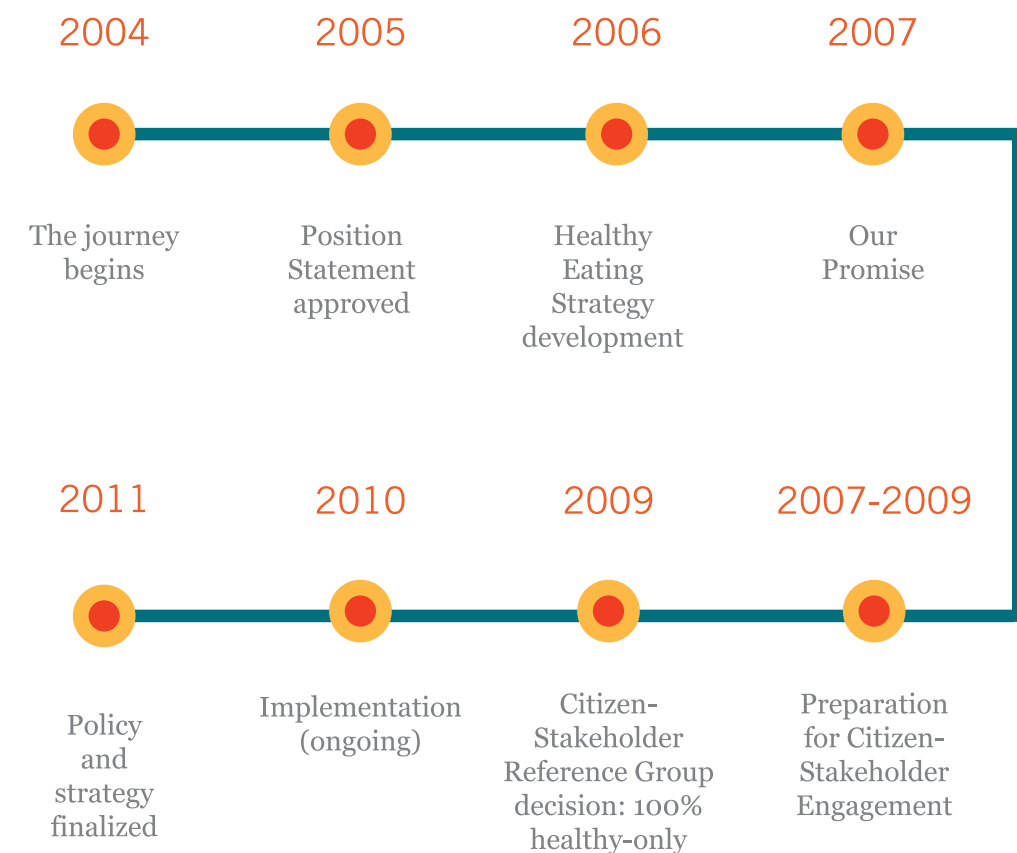 2004
The journey
begins
2005
Position
Statement
approved
2006
Healthy
Eating
Strategy
development
2007
Our
Promise
2007-2009
Preparation
for Citizen-
Stakeholder
Engagement
2009
Citizen-
Stakeholder
Reference Group
decision: 100%
healthy-only
2010
Implementation
(ongoing)
2011
Policy
and
strategy
finalized